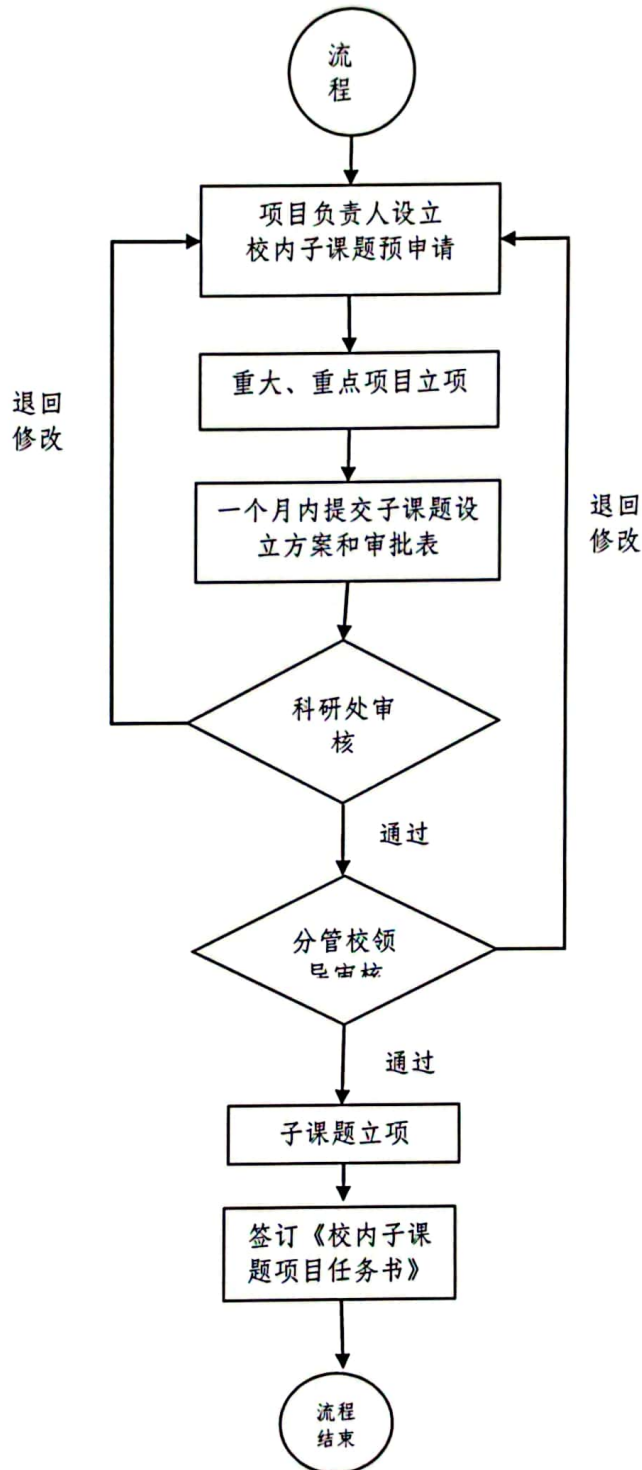 流
程
项目负责人设立
校内子课题预申请
重大、重点项目立项
退回
修改
一个月内提交子课题设
立方案和审批表
退回
修改
科研处审
核
通过
分管校领
导审核
通过
子课题立项
签订《校内子课
题项目任务书》
流程
结束